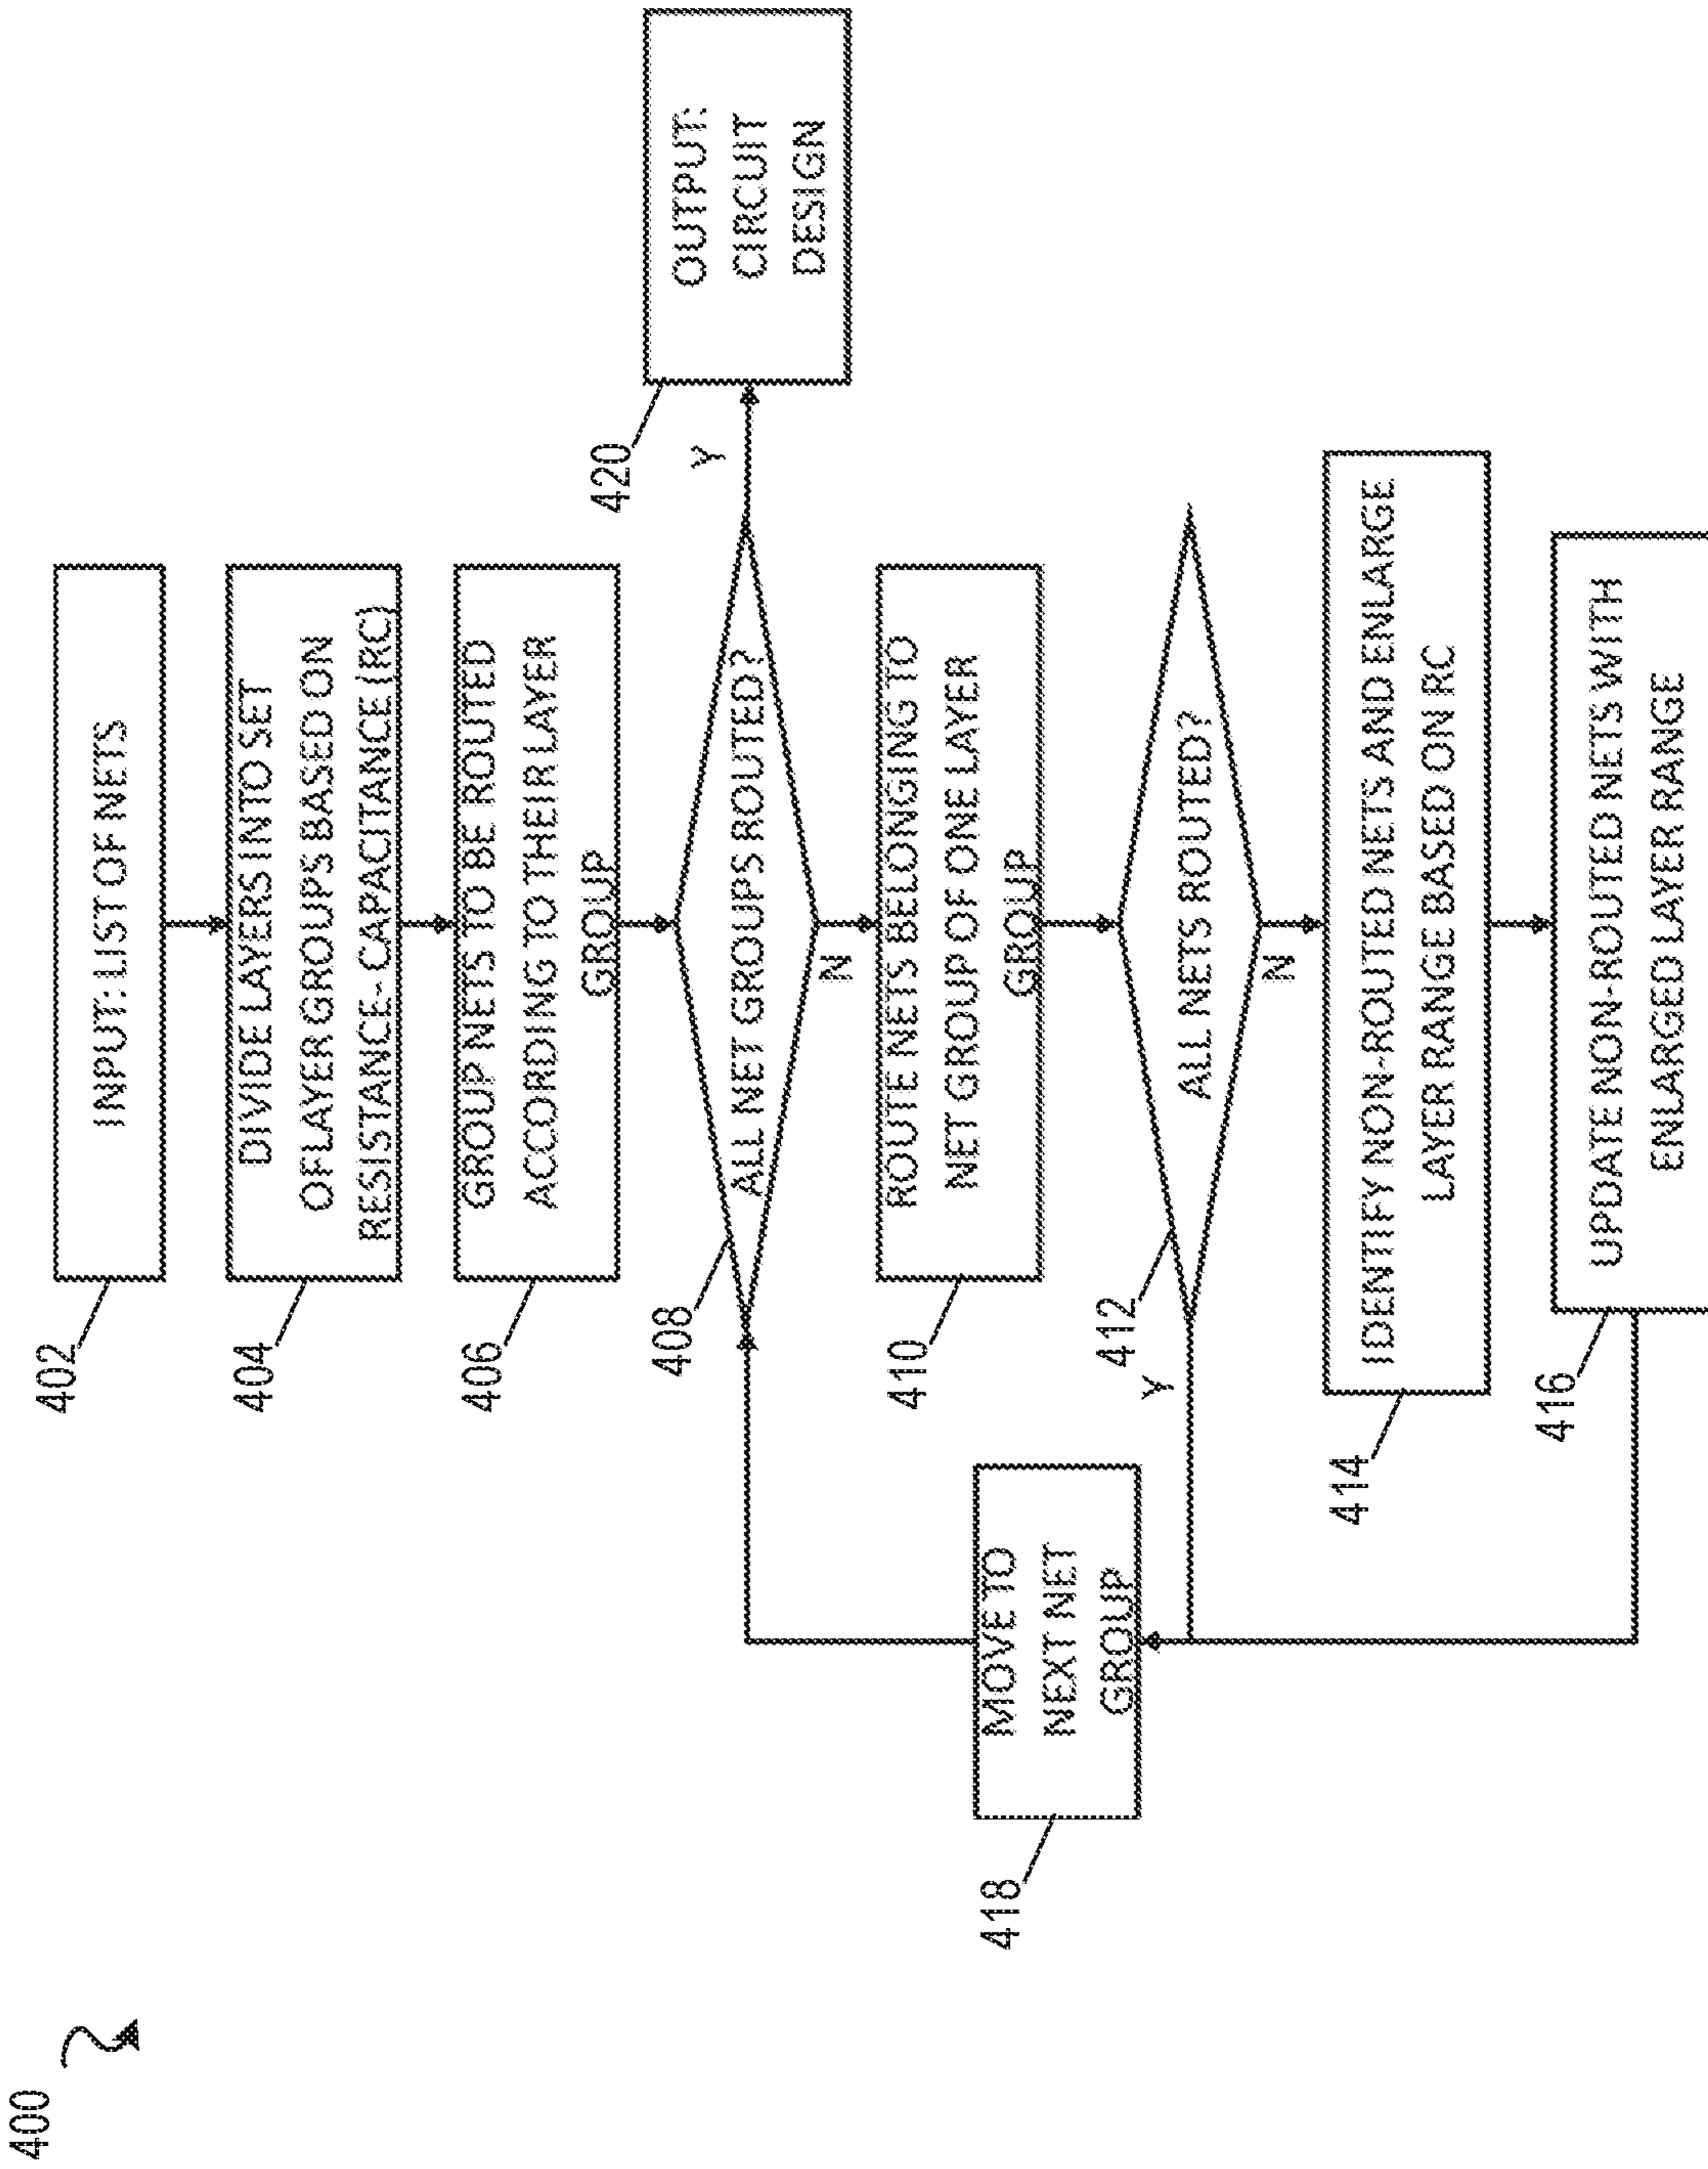 400
402
INPUT: LIST OF NETS
404
DIVIDE LAYERS INTO SET
OFLAYER GROUPS BASED ON
RESISTANCE- CAPACITANCE (RC)
406
GROUP NETS TO BE ROUTED
ACCORDING TO THEIR LAYER
GROUP
408
ALL NET GROUPS ROUTED?
Y
N
420
OUTPUT:
CIRCUIT
DESIGN
410
ROUTE NETS BELONGING TO
NET GROUP OF ONE LAYER
GROUP
418
MOVE TO
NEXT NET
GROUP
412
ALL NETS ROUTED?
Y
N
414
IDENTIFY NON-ROUTED NETS AND ENLARGE
LAYER RANGE BASED ON RC
416
UPDATE NON-ROUTED NETS WITH
ENLARGED LAYER RANGE